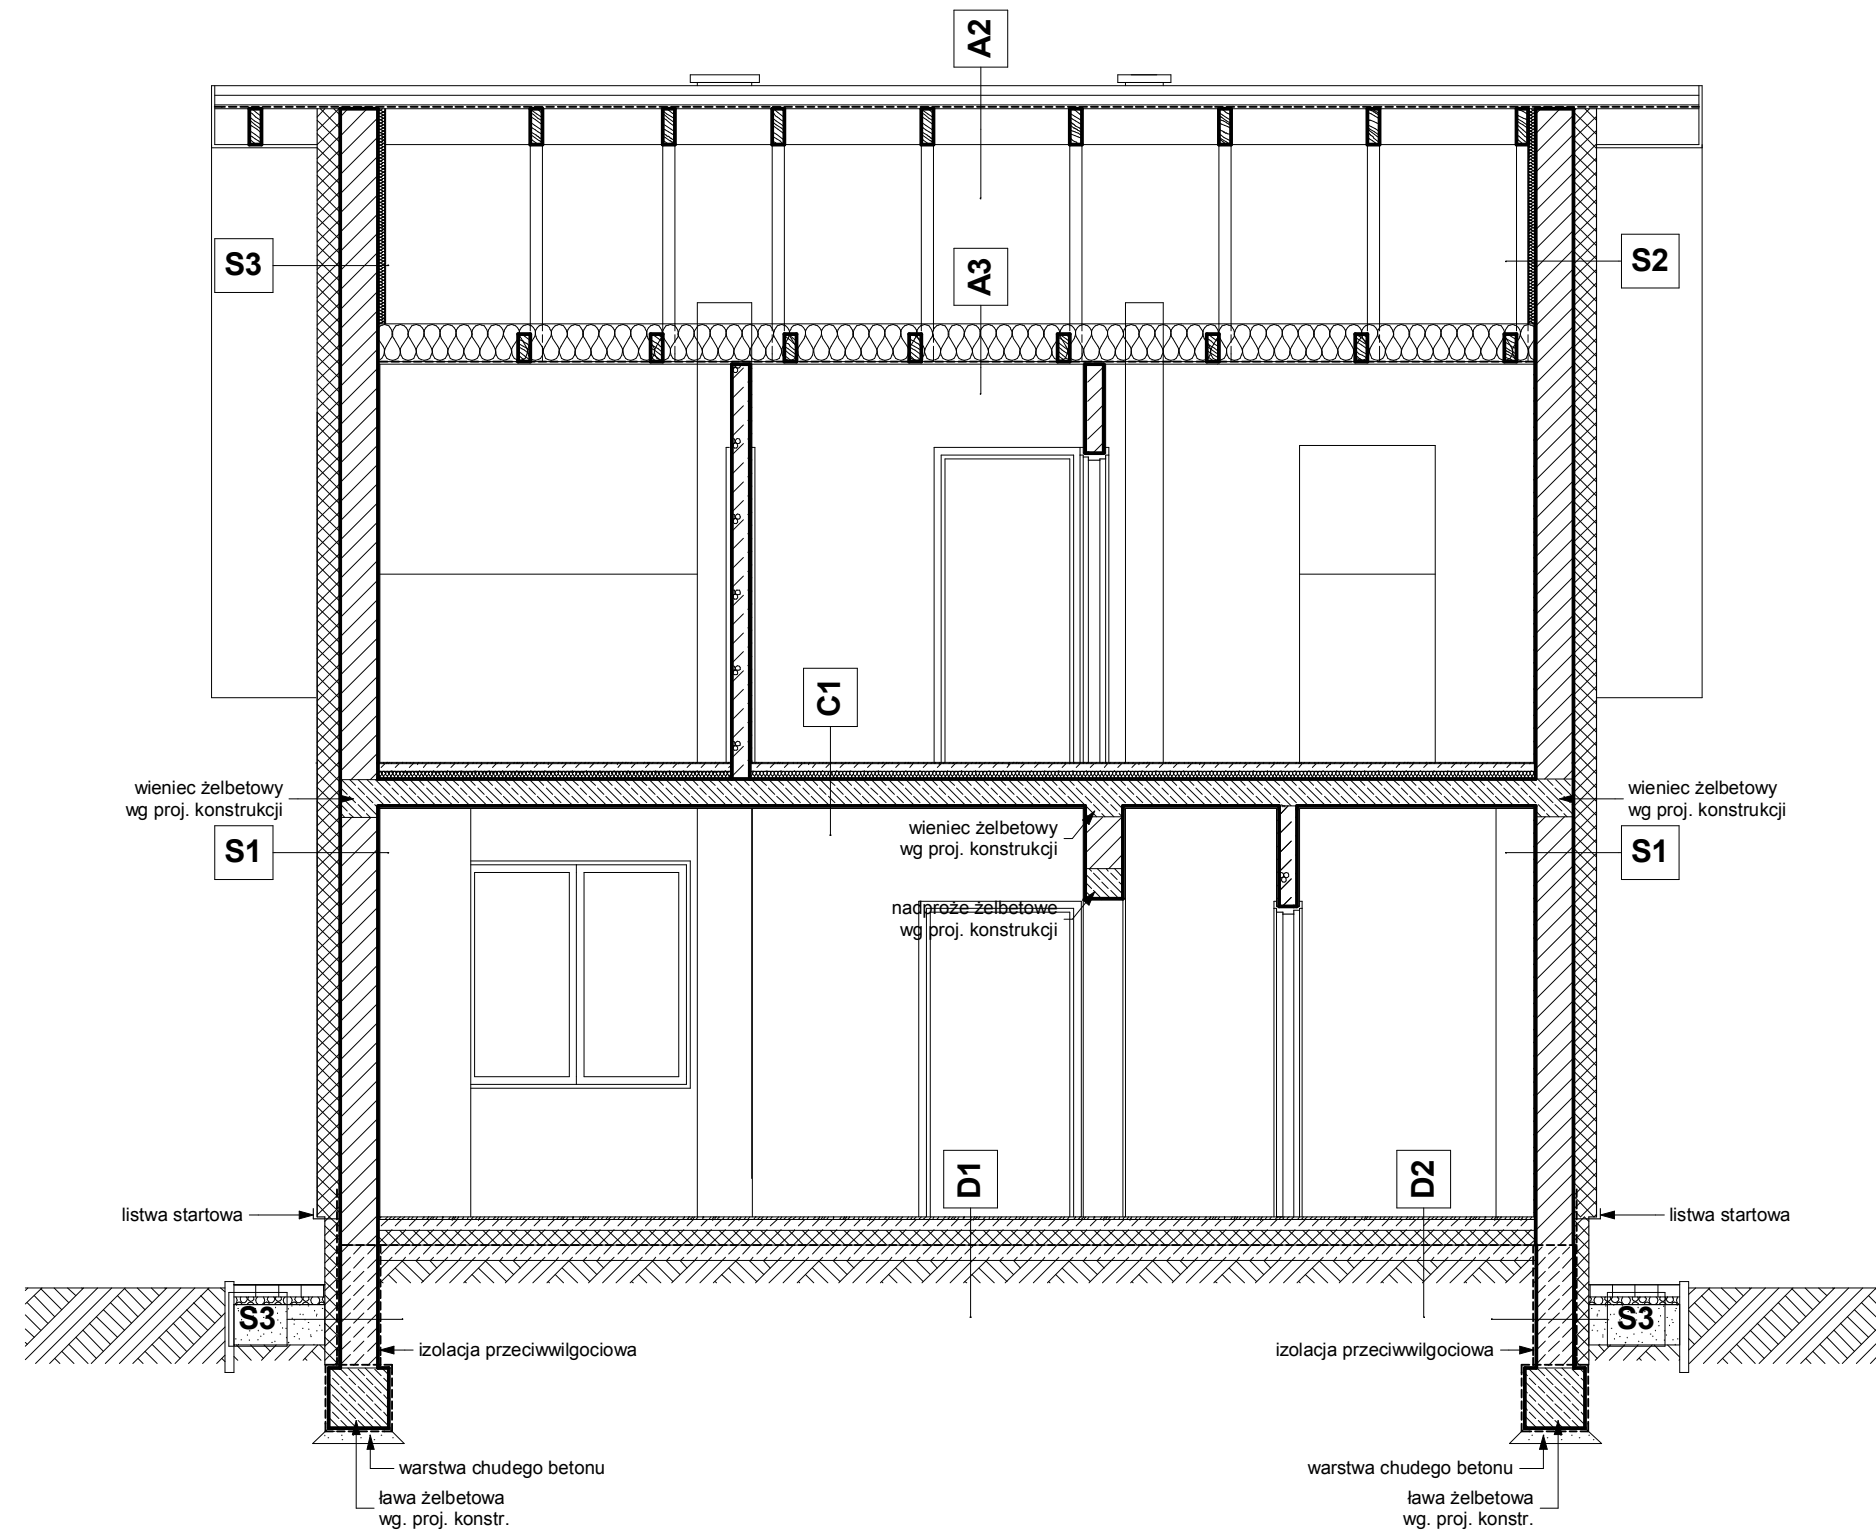 A2
S3
S2
A3
C1
wieniec żelbetowy
wg proj. konstrukcji
wieniec żelbetowy
wg proj. konstrukcji
S1
wieniec żelbetowy
wg proj. konstrukcji
S1
nadproże żelbetowe
wg proj. konstrukcji
D1
D2
listwa startowa
listwa startowa
S3
S3
izolacja przeciwwilgociowa
izolacja przeciwwilgociowa
warstwa chudego betonu
warstwa chudego betonu
ława żelbetowa
wg. proj. konstr.
ława żelbetowa
wg. proj. konstr.